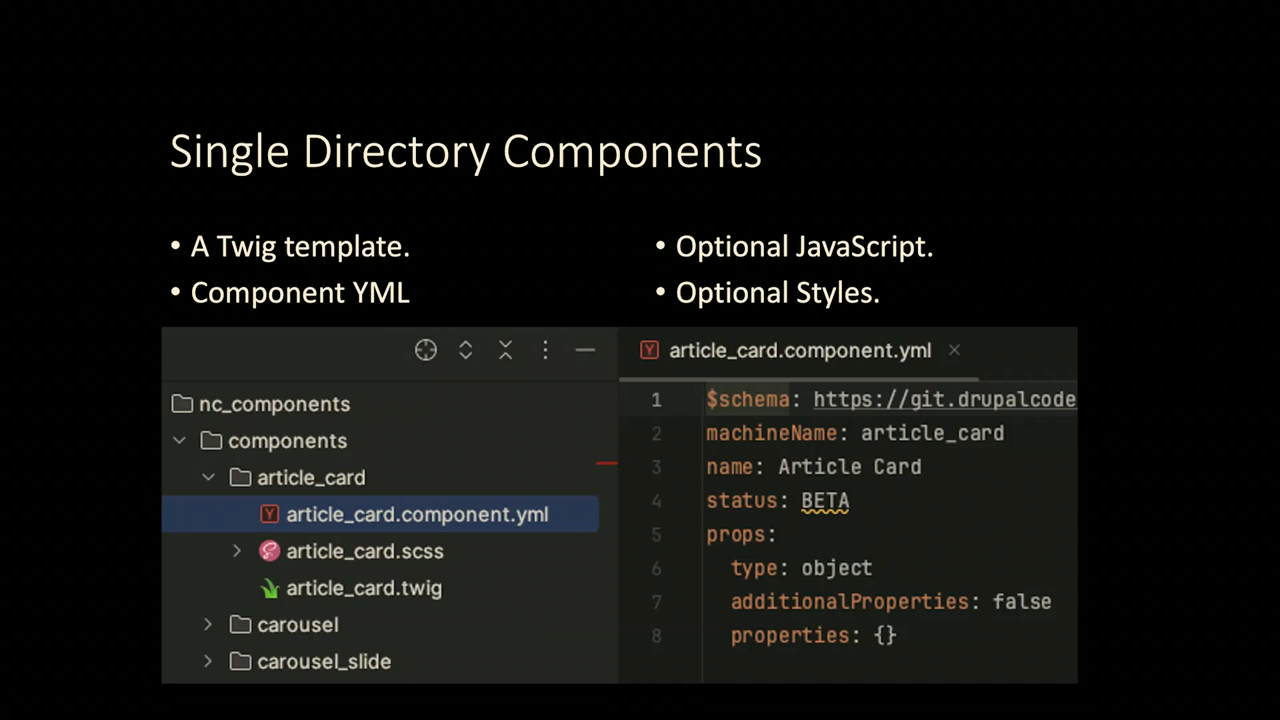 Single Directory Components
• A Twig template.
• Component YML
• Optional JavaScript.
• Optional Styles.
nc_components
components
article_card
article_card.component.yml
article_card.scss
article_card.twig
carousel
carousel_slide
article_card.component.yml
1 $schema: https://git.drupalcode
2 machineName: article_card
3 name: Article Card
4 status: BETA
5 props:
6 type: object
7 additionalProperties: false
8 properties: {}